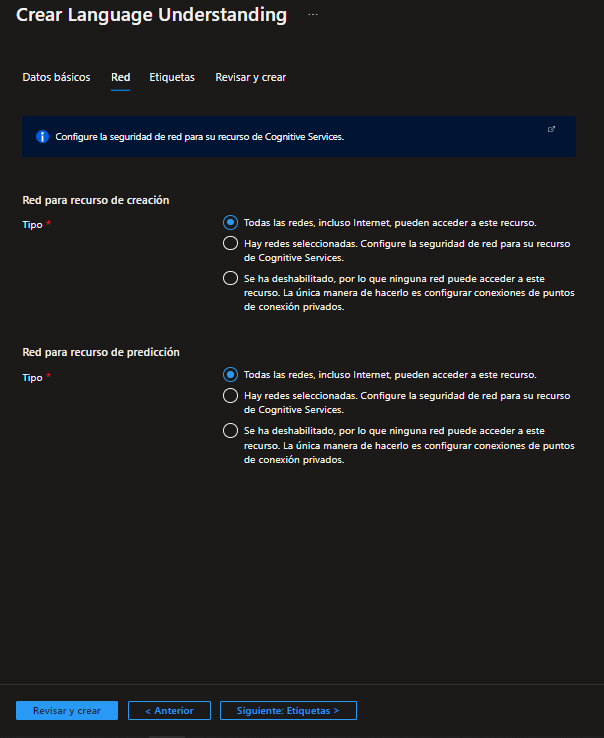 Crear Language Understanding ...
Datos básicos Red Etiquetas Revisar y crear
Configure la seguridad de red para su recurso de Cognitive Services.
Red para recurso de creación
Tipo *
Todas las redes, incluso Internet, pueden acceder a este recurso.
Hay redes seleccionadas. Configure la seguridad de red para su recurso
de Cognitive Services.
Se ha deshabilitado, por lo que ninguna red puede acceder a este
recurso. La única manera de hacerlo es configurar conexiones de puntos
de conexión privados.
Red para recurso de predicción
Tipo *
Todas las redes, incluso Internet, pueden acceder a este recurso.
Hay redes seleccionadas. Configure la seguridad de red para su recurso
de Cognitive Services.
Se ha deshabilitado, por lo que ninguna red puede acceder a este
recurso. La única manera de hacerlo es configurar conexiones de puntos
de conexión privados.
Revisar y crear < Anterior Siguiente: Etiquetas >